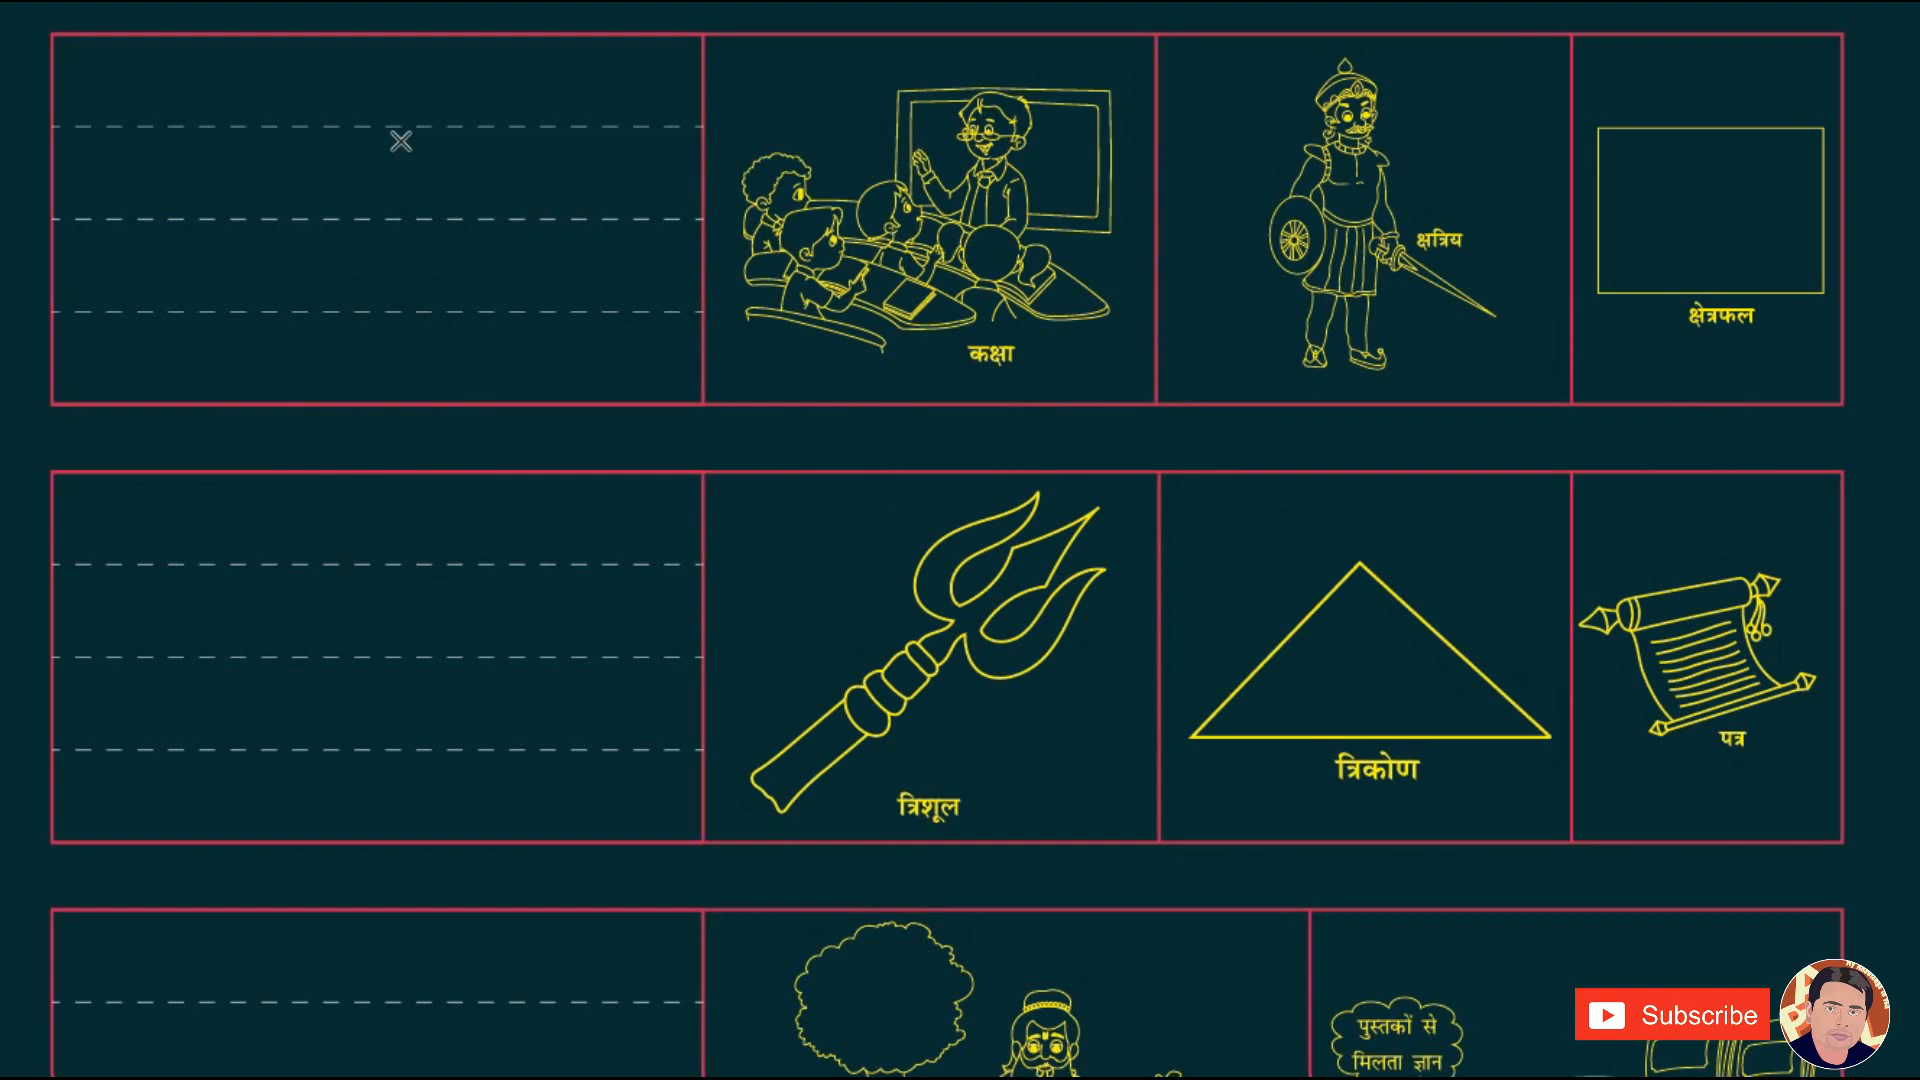 कक्षा
क्षत्रिय
क्षेत्रफल
त्रिशूल
त्रिकोण
पत्र
पुस्तकों से
मिलता ज्ञान
Subscribe